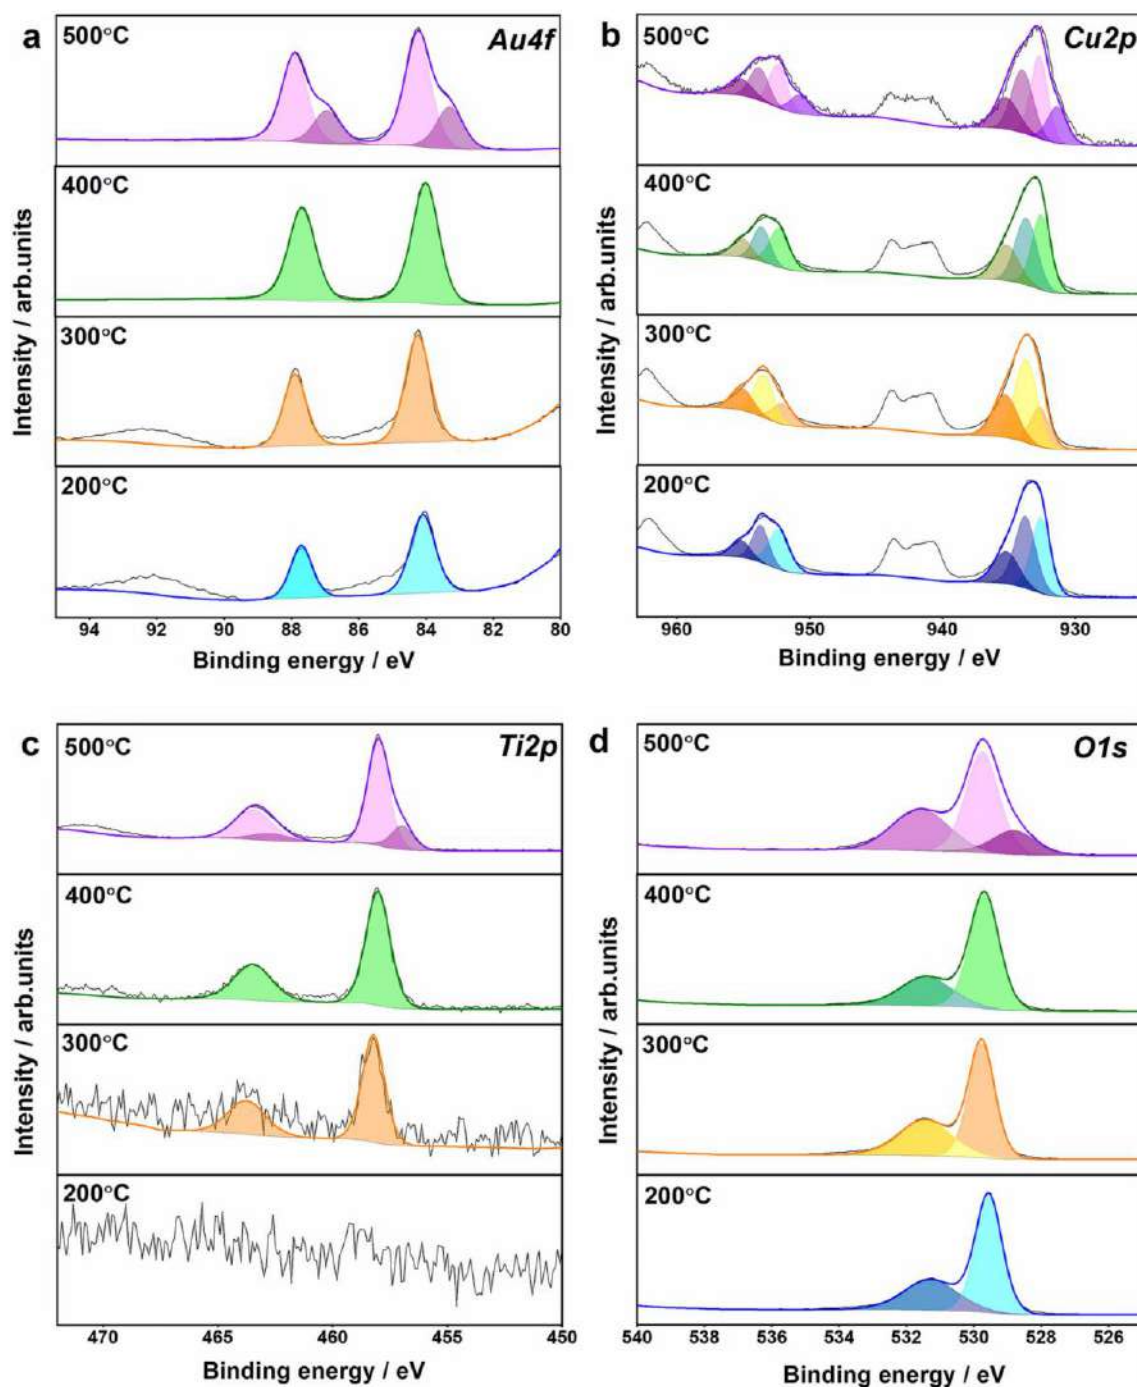 a
500°C
Au4f
400°C
300°C
200°C
Intensity / arb.units
94 92 90 88 86 84 82 80
Binding energy / eV
b
500°C
Cu2p
400°C
300°C
200°C
Intensity / arb.units
960 950 940 930
Binding energy / eV
c
500°C
Ti2p
400°C
300°C
200°C
Intensity / arb.units
470 465 460 455 450
Binding energy / eV
d
500°C
O1s
400°C
300°C
200°C
Intensity / arb.units
540 538 536 534 532 530 528 526
Binding energy / eV